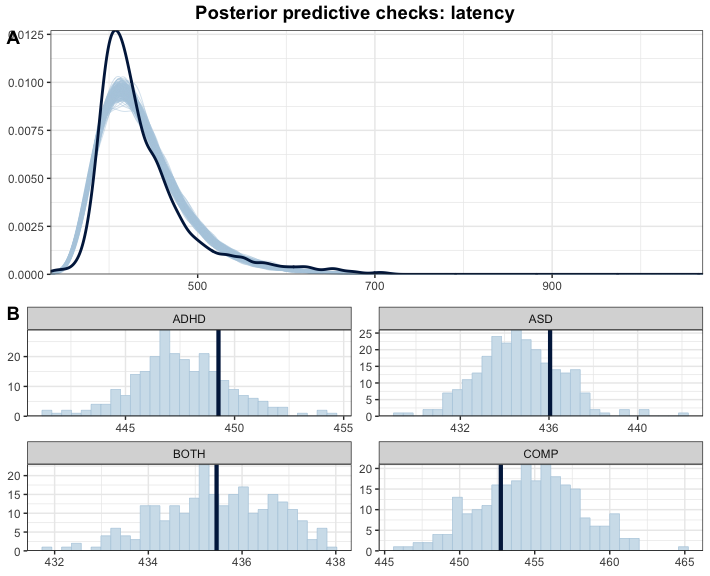 Posterior predictive checks: latency
A
0.0125
0.0100
0.0075
0.0050
0.0025
0.0000
500 700 900
B
ADHD ASD
20
10
0
25
20
15
10
5
0
445 450 455
432 436 440
BOTH COMP
20
15
10
5
0
20
15
10
5
0
432 434 436 438
445 450 455 460 465